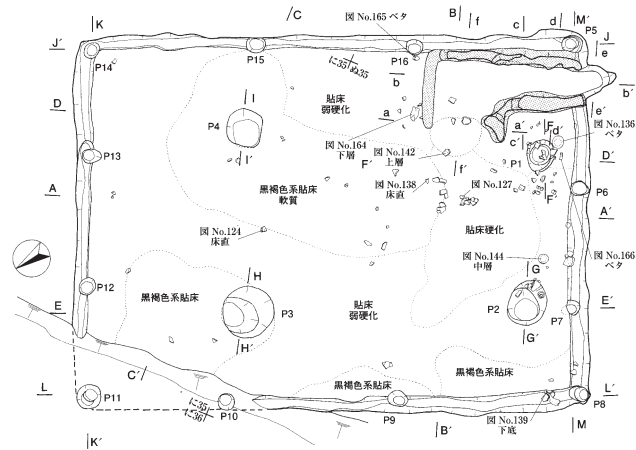 K
C
図 No.165 ベタ
B
f
c
d
M′
P5
J′
J
e
P14
P15
P16
に35
ぬ35
b
b′
D
I
貼床
弱硬化
a
a′
e′
F
d′
図 No.136
ベタ
P4
図 No.164
下層
図 No.142
上層
c′
P1
I′
F′
f′
D′
P13
黒褐色系貼床
軟質
図 No.138
床直
図 No.127
F′
P6
A
A′
図 No.124
床直
貼床硬化
図 No.144
中層
図 No.166
ベタ
H
G
P12
黒褐色系貼床
P3
貼床
弱硬化
P2
P7
E
E′
H′
G′
黒褐色系貼床
黒褐色系貼床
C′
L
L′
P11
P10
に35
に36
P9
P8
図 No.139
下底
K′
B′
M